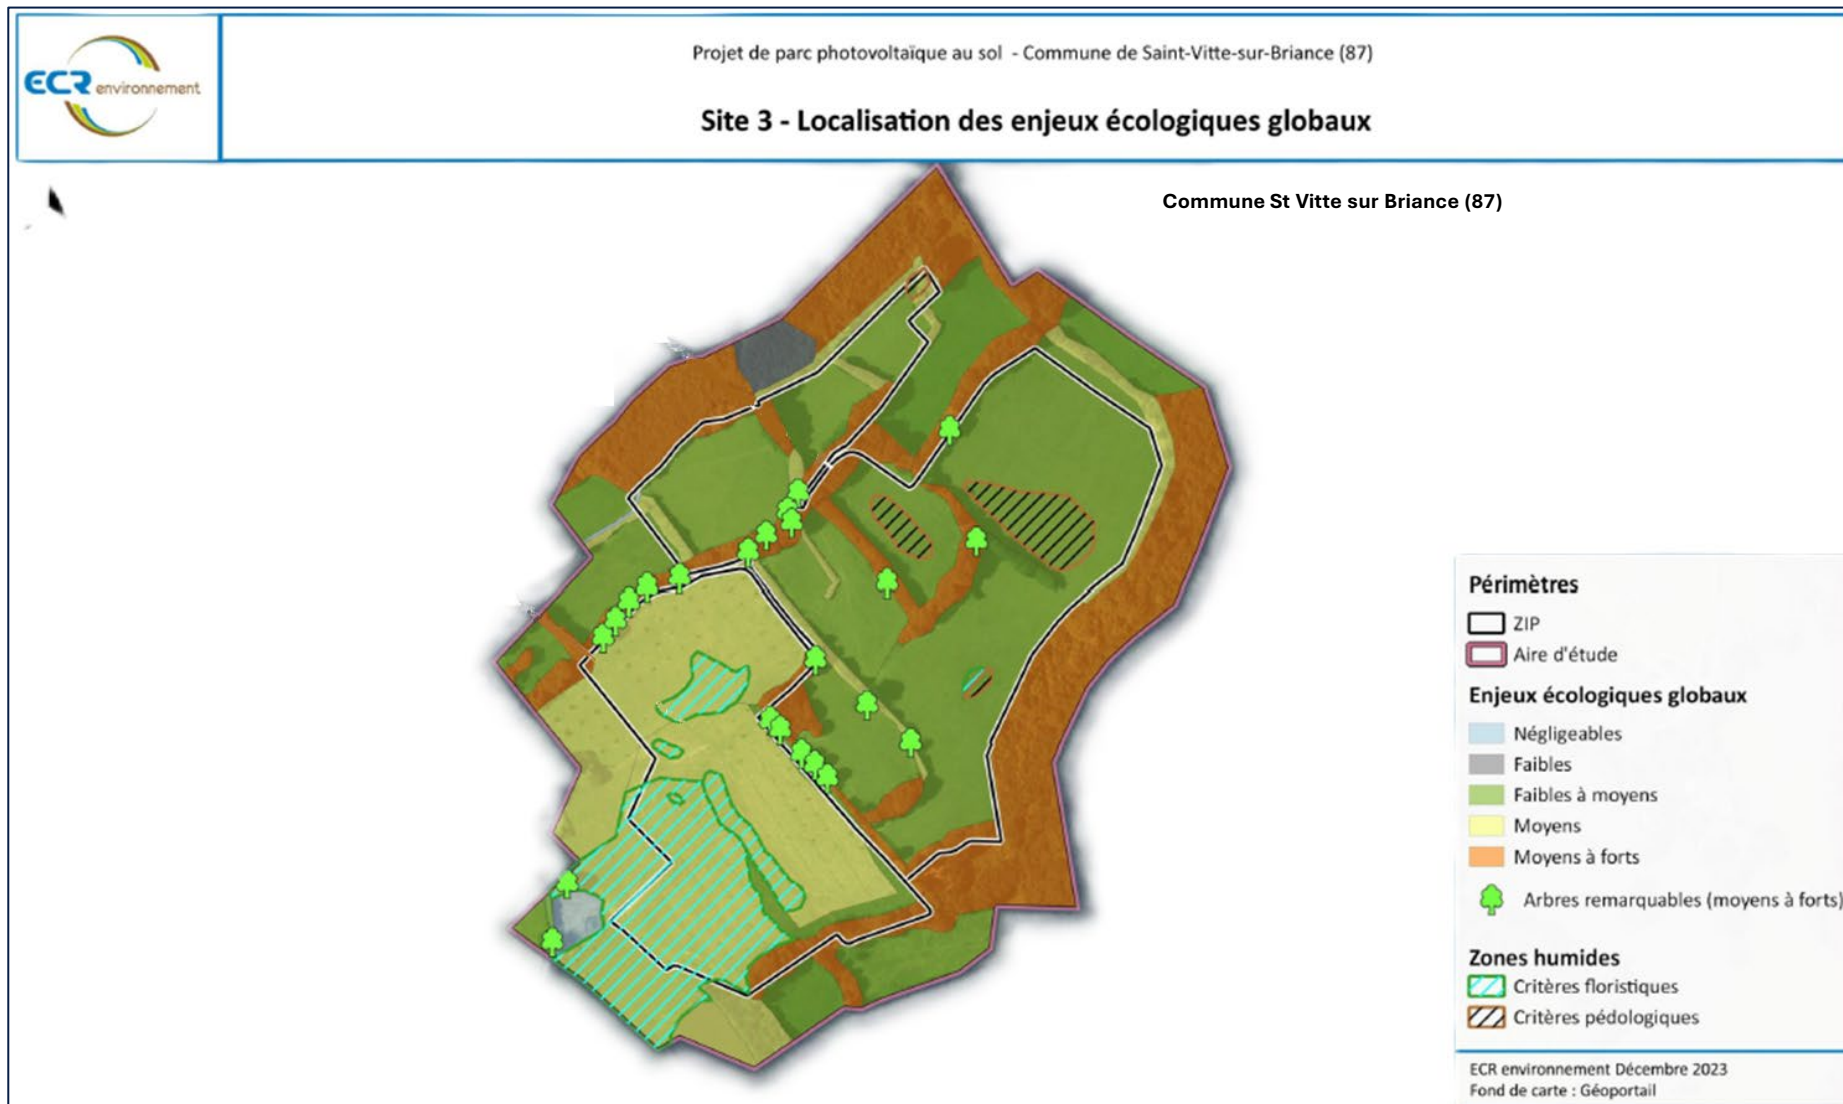 ECR environnement
Projet de parc photovoltaïque au sol - Commune de Saint-Vitte-sur-Briance (87)
Site 3 - Localisation des enjeux écologiques globaux
Commune St Vitte sur Briance (87)
Périmètres
ZIP
Aire d'étude
Enjeux écologiques globaux
Négligeables
Faibles
Faibles à moyens
Moyens
Moyens à forts
Arbres remarquables (moyens à forts)
Zones humides
Critères floristiques
Critères pédologiques
ECR environnement Décembre 2023
Fond de carte : Géoportail